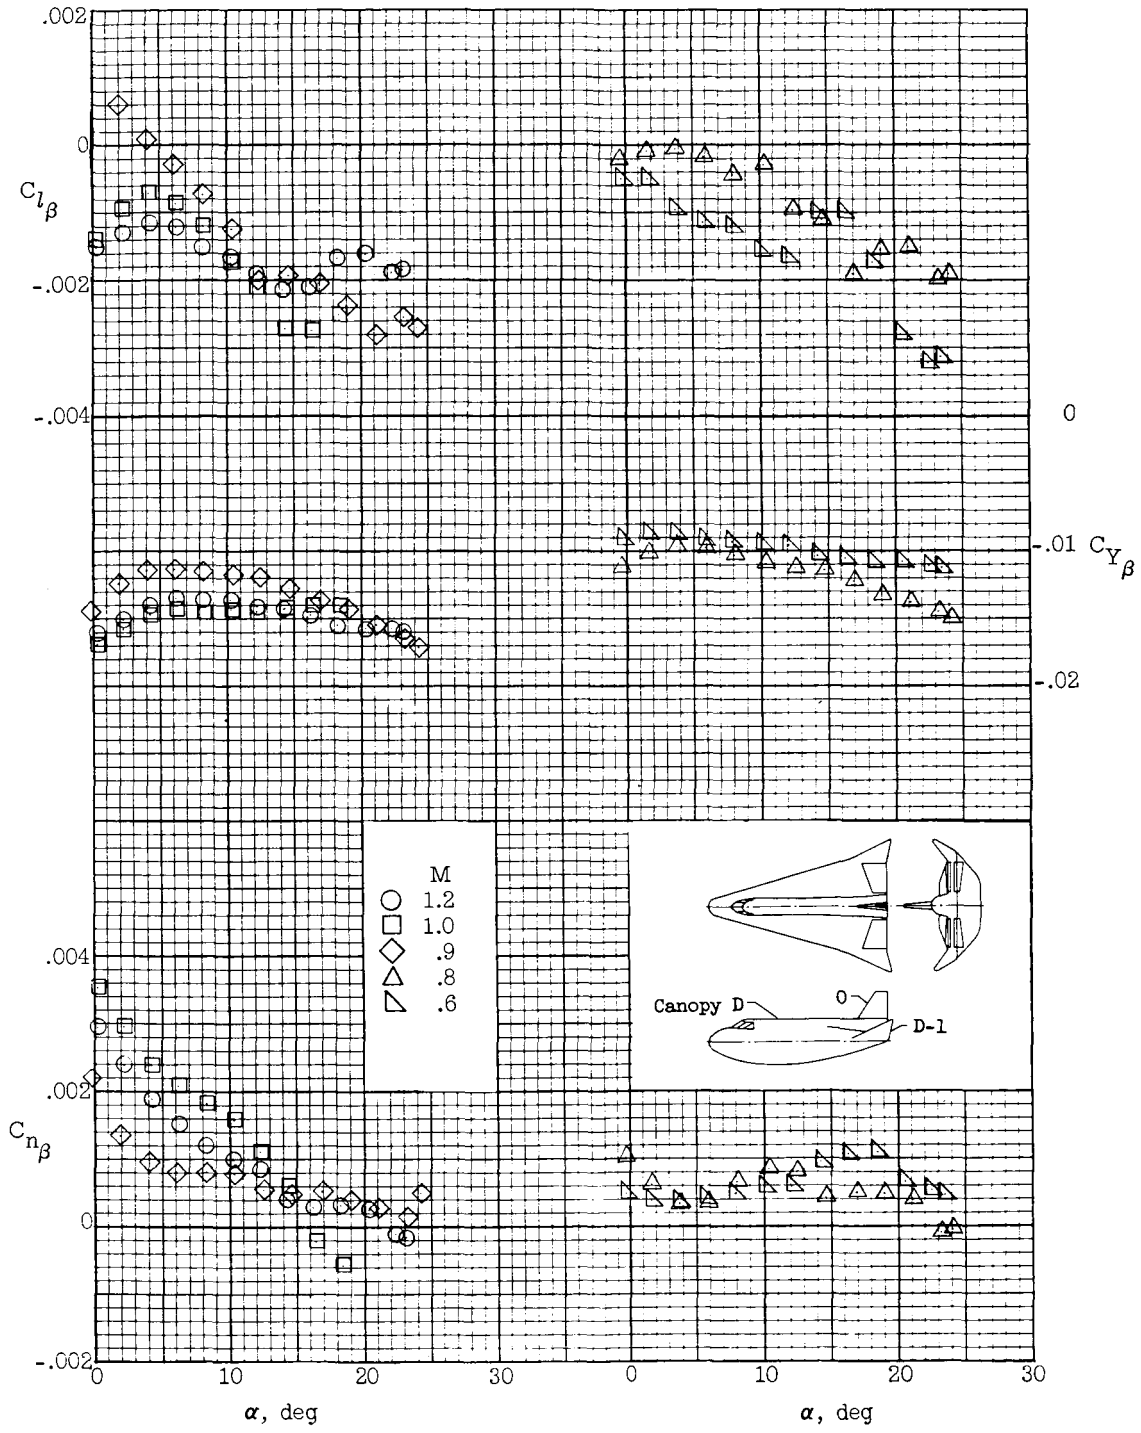 .002
0
C_lβ
-.002
-.004
0
-.01
C_Yβ
-.02
M
○ 1.2
□ 1.0
◇ .9
△ .8
◺ .6
Canopy D
O
D-1
.004
.002
C_nβ
0
-.002
0 10 20 0 10 20 30
α, deg α, deg